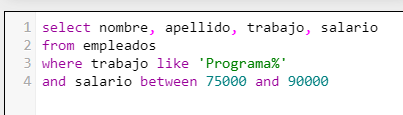 1 select nombre, apellido, trabajo, salario
2 from empleados
3 where trabajo like 'Programa%'
4 and salario between 75000 and 90000